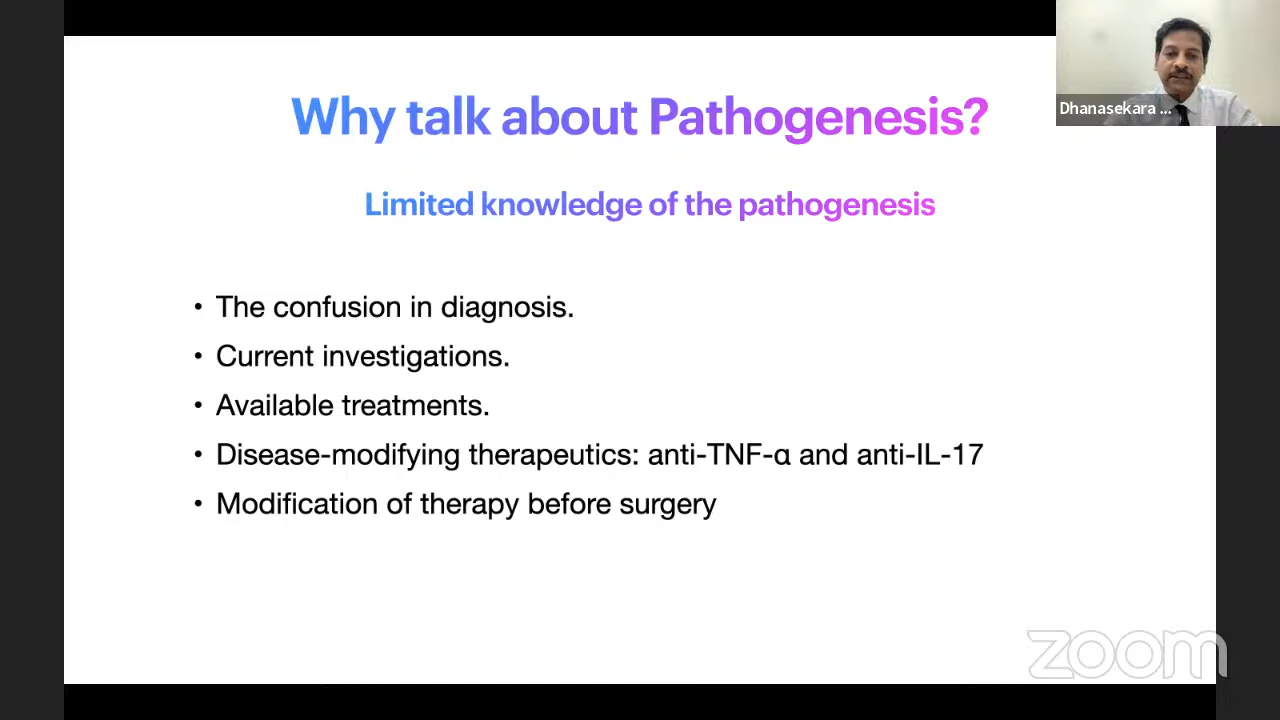 Why talk about Pathogenesis?
Dhanasekara ...
Limited knowledge of the pathogenesis
• The confusion in diagnosis.
• Current investigations.
• Available treatments.
• Disease-modifying therapeutics: anti-TNF-α and anti-IL-17
• Modification of therapy before surgery
zoom